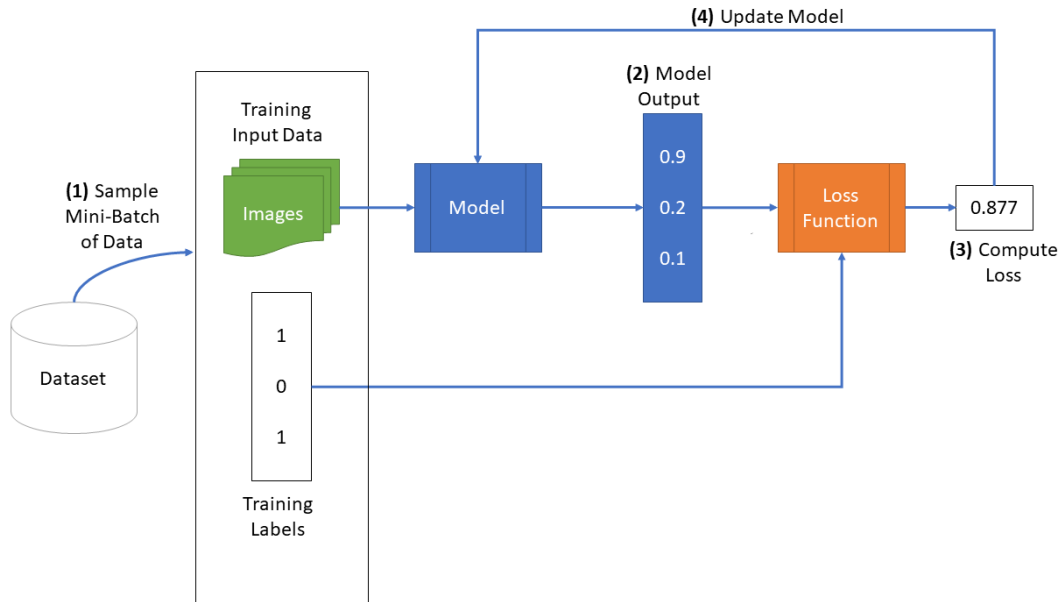 (4) Update Model
(2) Model
Output
Training
Input Data
(1) Sample
Mini-Batch
of Data
Images
Model
0.9
0.2
0.1
Loss
Function
0.877
(3) Compute
Loss
Dataset
1
0
1
Training
Labels